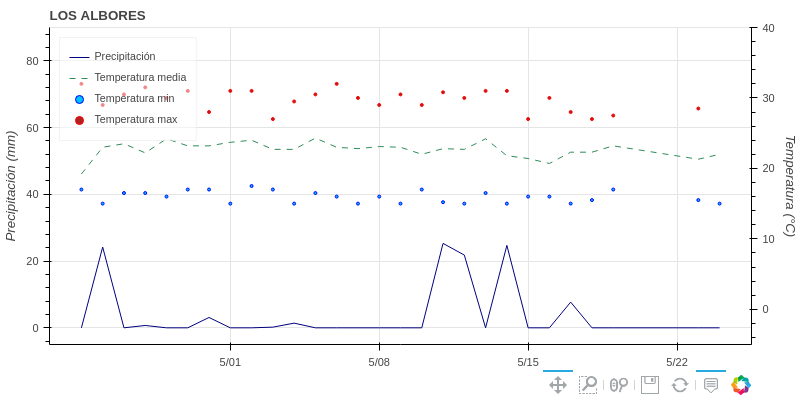 LOS ALBORES
Precipitación
Temperatura media
Temperatura min
Temperatura max
Precipitación (mm)
80
60
40
20
0
40
30
20
10
0
Temperatura (°C)
5/01
5/08
5/15
5/22